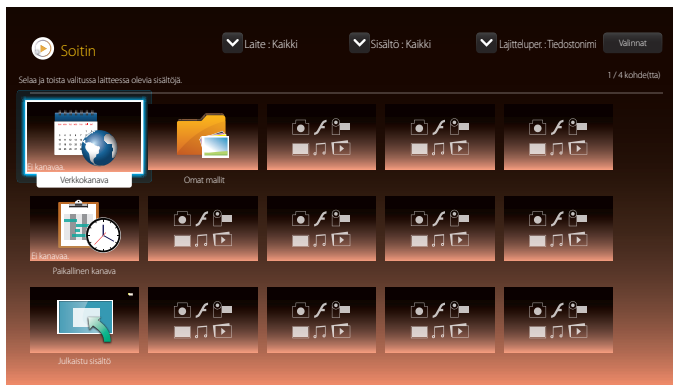 Soitin
Laite : Kaikki
Sisältö : Kaikki
Lajitteluper. : Tiedostonimi
Valinnat
Selaa ja toista valitussa laitteessa olevia sisältöjä.
1 / 4 kohde(tta)
Ei kanavaa.
Verkkokanava
Omat mallit
Ei kanavaa.
Paikallinen kanava
Julkaistu sisältö